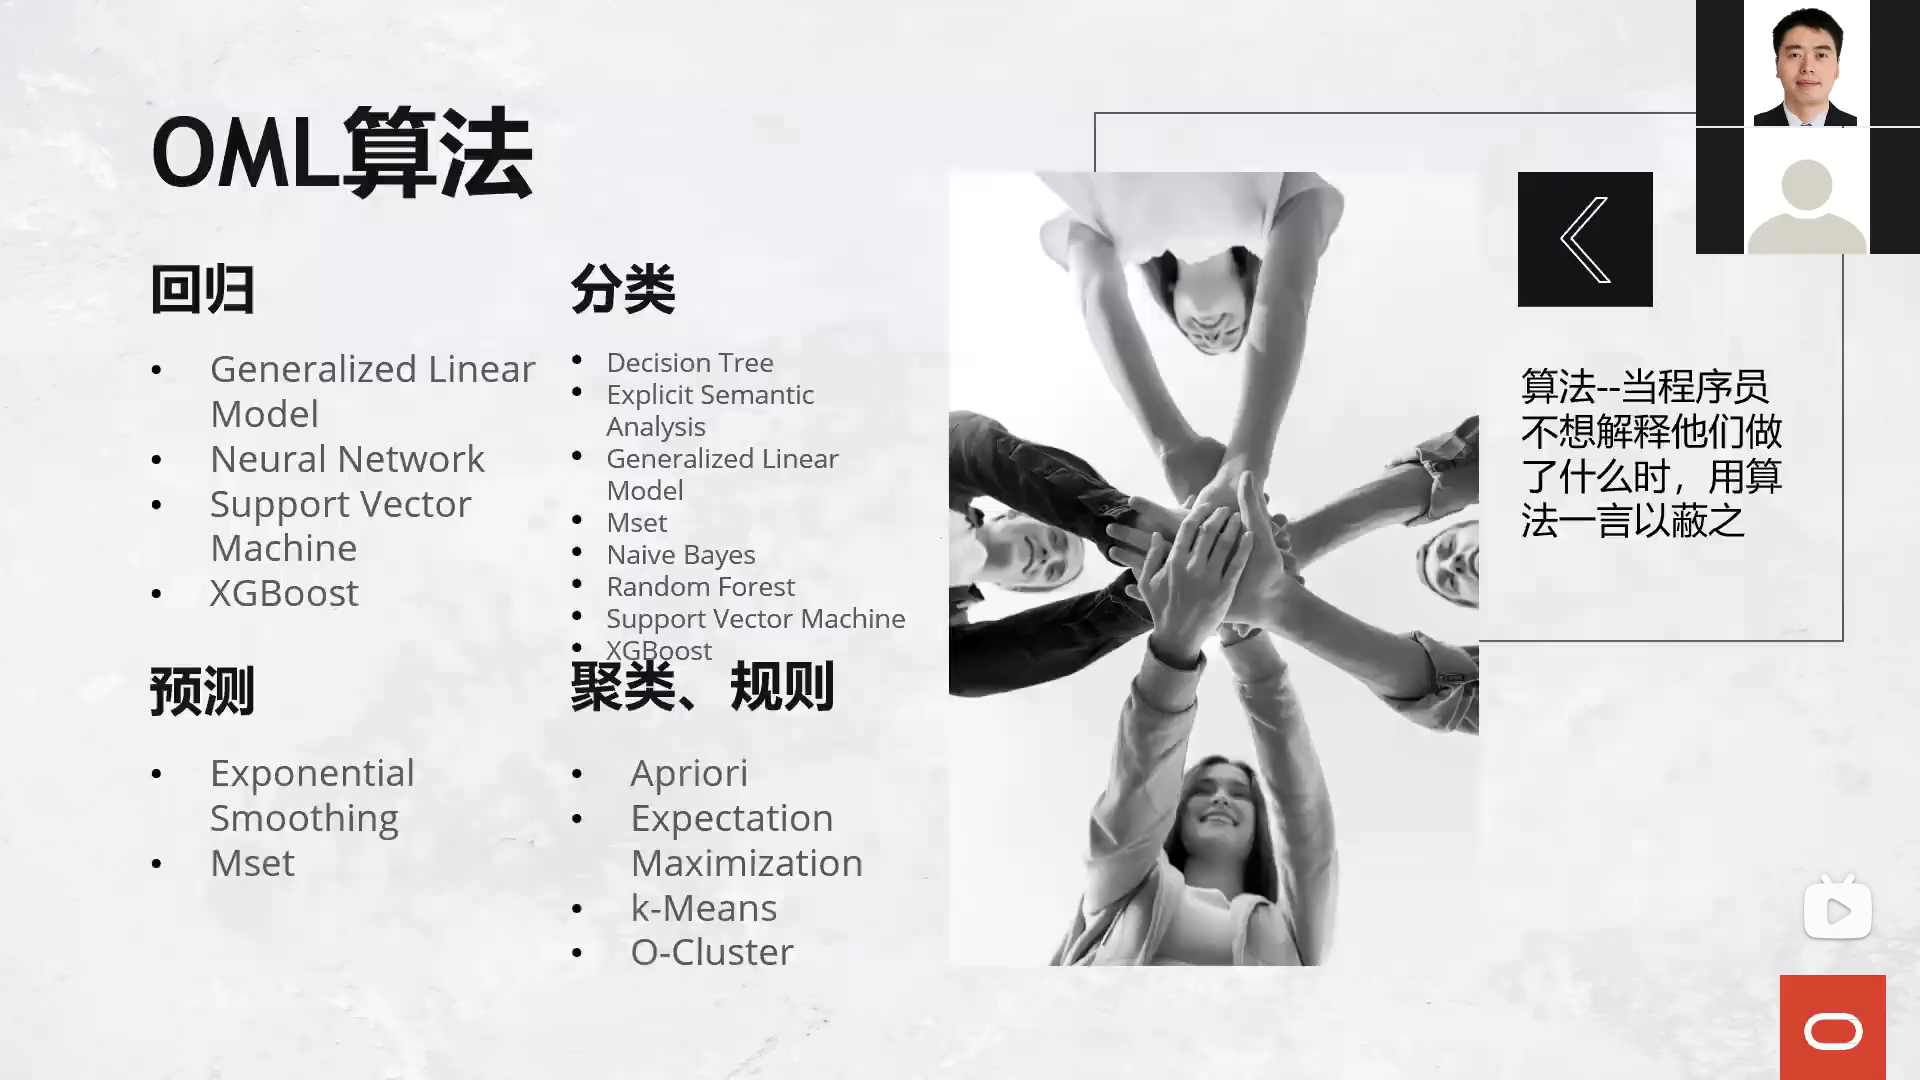 OML算法
回归
• Generalized Linear
Model
• Neural Network
• Support Vector
Machine
• XGBoost
分类
• Decision Tree
• Explicit Semantic
Analysis
• Generalized Linear
Model
• Mset
• Naive Bayes
• Random Forest
• Support Vector Machine
• XGBoost
预测
• Exponential
Smoothing
• Mset
聚类、规则
• Apriori
• Expectation
Maximization
• k-Means
• O-Cluster
算法--当程序员
不想解释他们做
了什么时，用算
法一言以蔽之